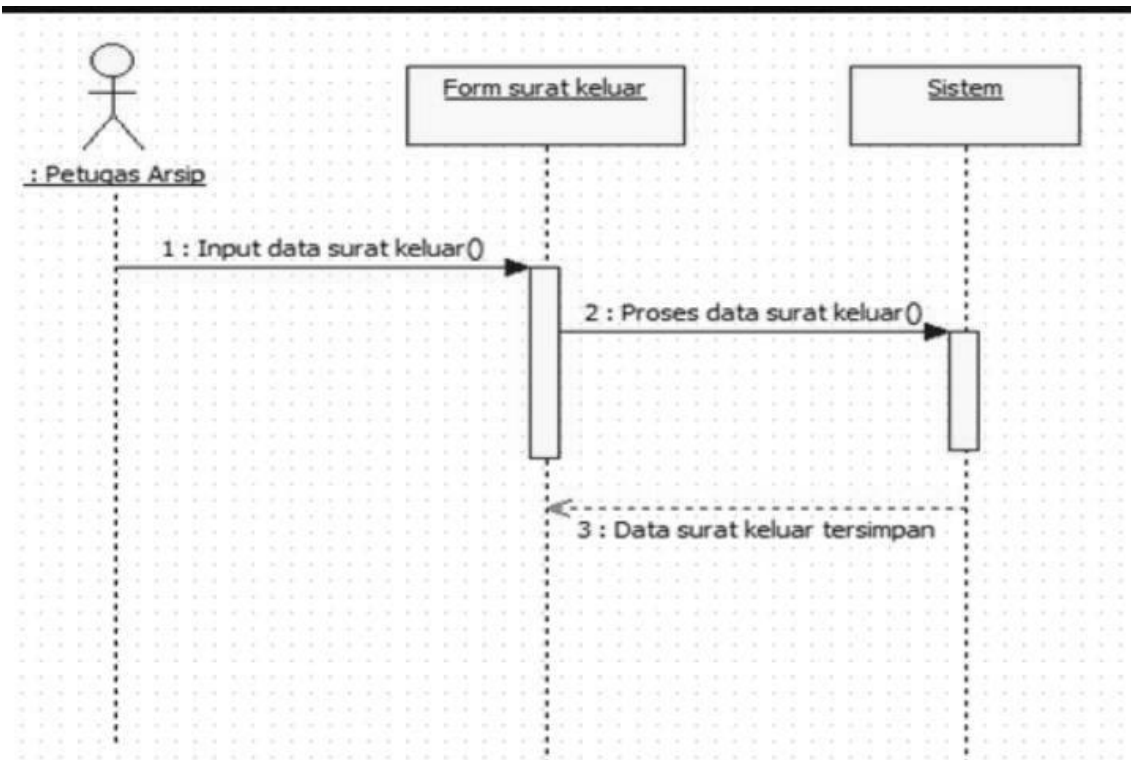 Form surat keluar
Sistem
: Petugas Arsip
1 : Input data surat keluar()
2 : Proses data surat keluar()
3 : Data surat keluar tersimpan